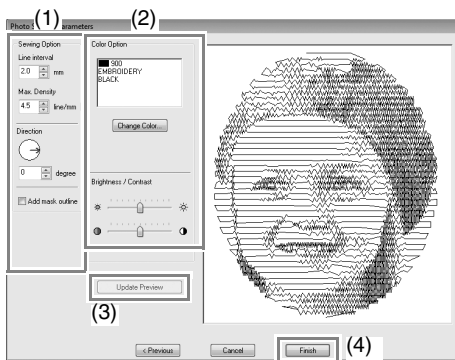 (1)
(2)
Photo S Parameters
Sewing Option
Line interval
2.0 mm
Max. Density
4.5 line/mm
Direction
0 degree
Add mask outline
Color Option
900
EMBROIDERY
BLACK
Change Color...
Brightness / Contrast
Update Preview
(3)
< Previous
Cancel
Finish
(4)